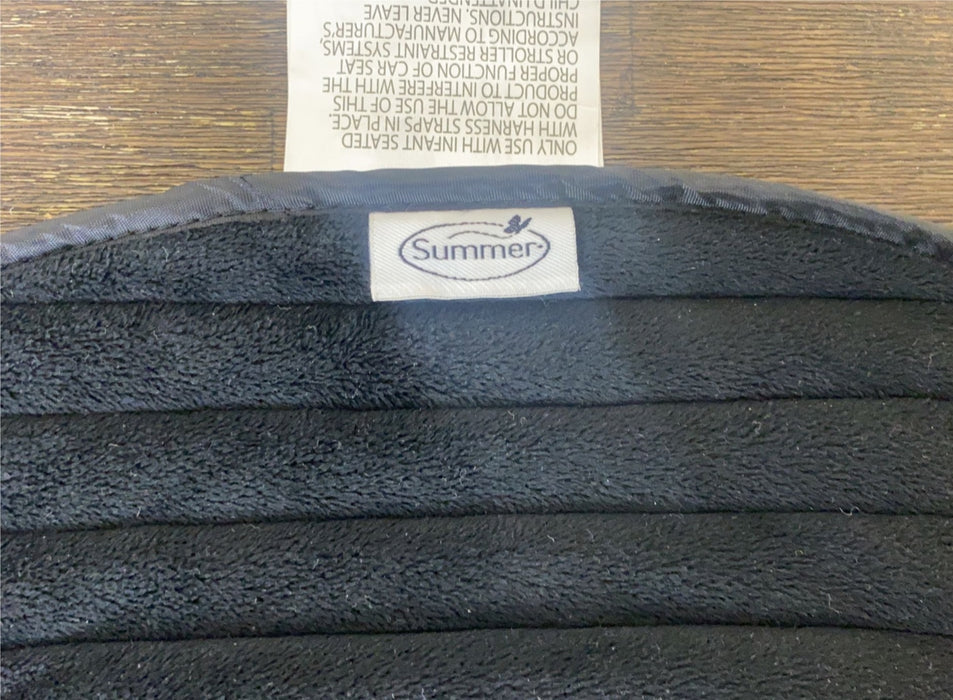 ONLY USE WITH INFANT SEATED
WITH HARNESS STRAPS IN PLACE.
DO NOT ALLOW THE USE OF THIS
PRODUCT TO INTERFERE WITH THE
PROPER FUNCTION OF CAR SEAT
OR STROLLER RESTRAINT SYSTEMS,
ACCORDING TO MANUFACTURER'S
INSTRUCTIONS. NEVER LEAVE
CHILD UNATTENDED
Summer